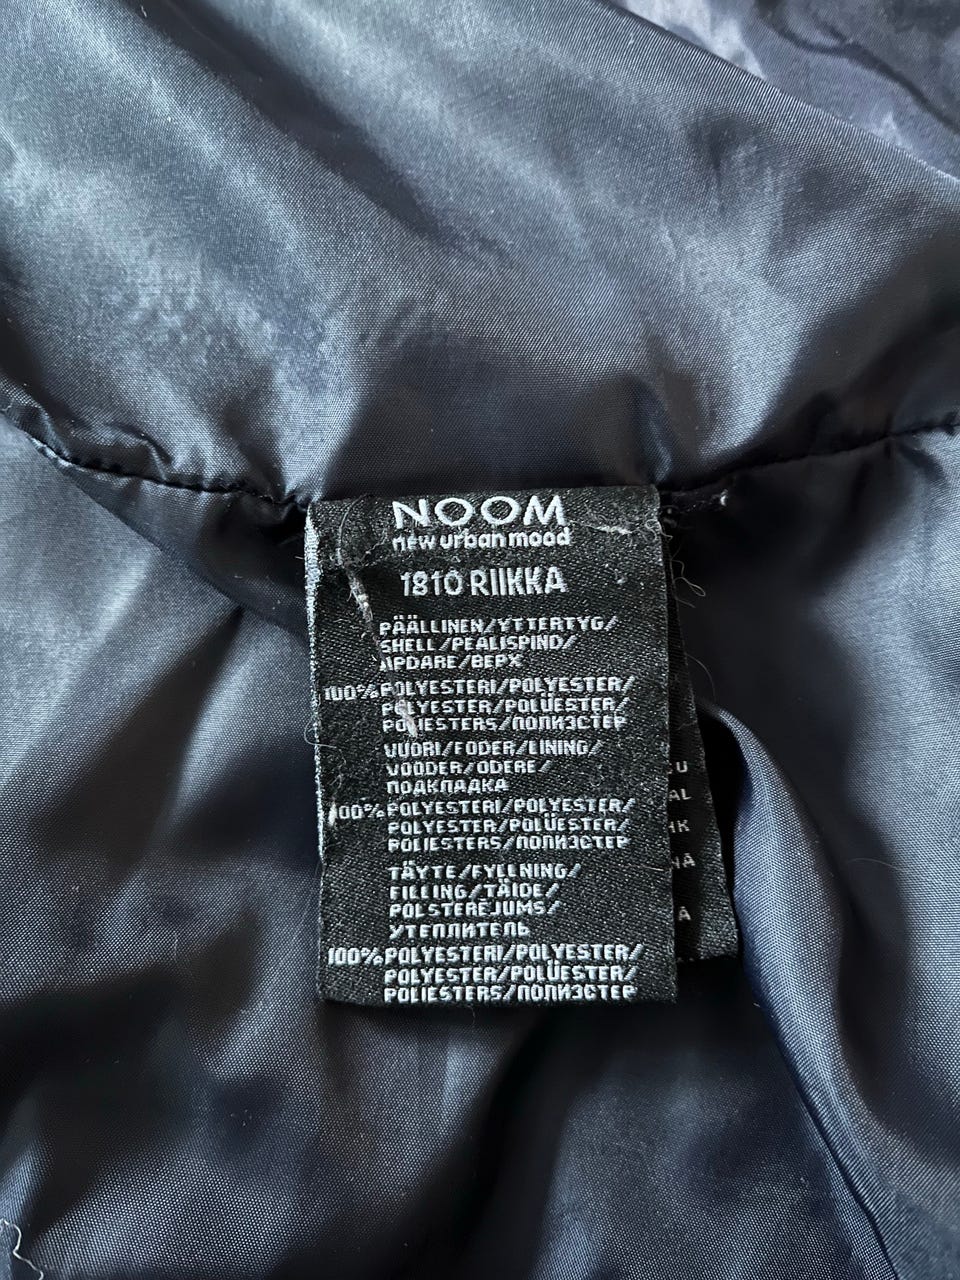 NOOM
new urban mood
1810 RIIKKA
PÄÄLLINEN/YTTERTYG/
SHELL/PEALISPIND/
APDARE/ВЕРХ
100% POLYESTERI/POLYESTER/
POLYESTER/POLÜESTER/
POLIESTERS/ПОЛИЭСТЕР
VUORI/FODER/LINING/
VOODER/ODERE/
ПОДКЛАДКА
100% POLYESTERI/POLYESTER/
POLYESTER/POLÜESTER/
POLIESTERS/ПОЛИЭСТЕР
TÄYTE/FYLLNING/
FILLING/TÄIDE/
POLSTERĒJUMS/
УТЕПЛИТЕЛЬ
100% POLYESTERI/POLYESTER/
POLYESTER/POLÜESTER/
POLIESTERS/ПОЛИЭСТЕР